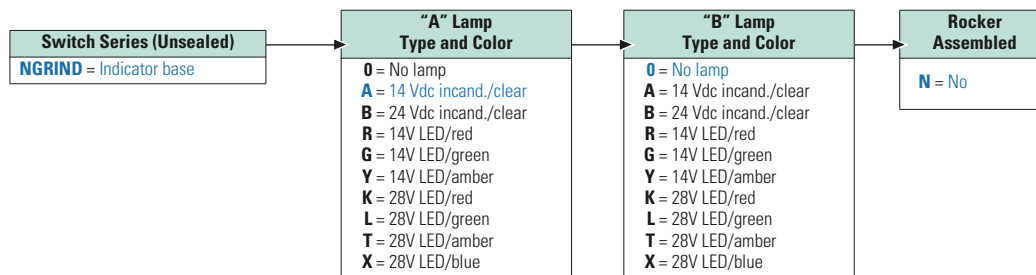 Switch Series (Unsealed)
NGRIND = Indicator base
“A” Lamp
Type and Color
0 = No lamp
A = 14 Vdc incand./clear
B = 24 Vdc incand./clear
R = 14V LED/red
G = 14V LED/green
Y = 14V LED/amber
K = 28V LED/red
L = 28V LED/green
T = 28V LED/amber
X = 28V LED/blue
“B” Lamp
Type and Color
0 = No lamp
A = 14 Vdc incand./clear
B = 24 Vdc incand./clear
R = 14V LED/red
G = 14V LED/green
Y = 14V LED/amber
K = 28V LED/red
L = 28V LED/green
T = 28V LED/amber
X = 28V LED/blue
Rocker
Assembled
N = No